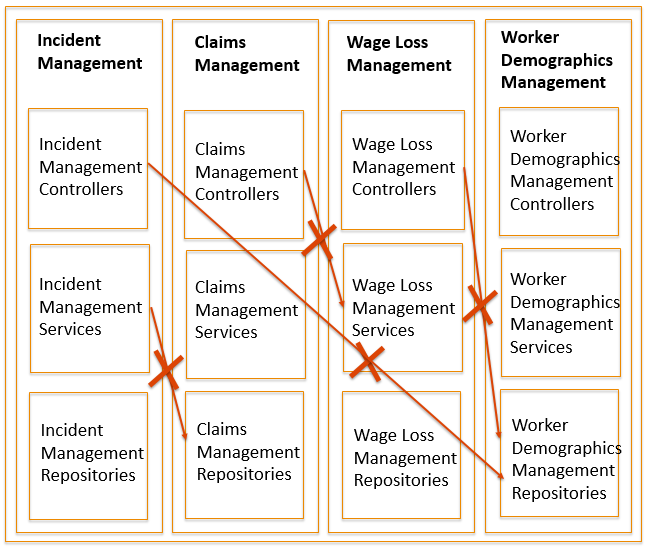 Incident
Management
Claims
Management
Wage Loss
Management
Worker
Demographics
Management
Incident
Management
Controllers
Claims
Management
Controllers
Wage Loss
Management
Controllers
Worker
Demographics
Management
Controllers
Incident
Management
Services
Claims
Management
Services
Wage Loss
Management
Services
Worker
Demographics
Management
Services
Incident
Management
Repositories
Claims
Management
Repositories
Wage Loss
Management
Repositories
Worker
Demographics
Management
Repositories